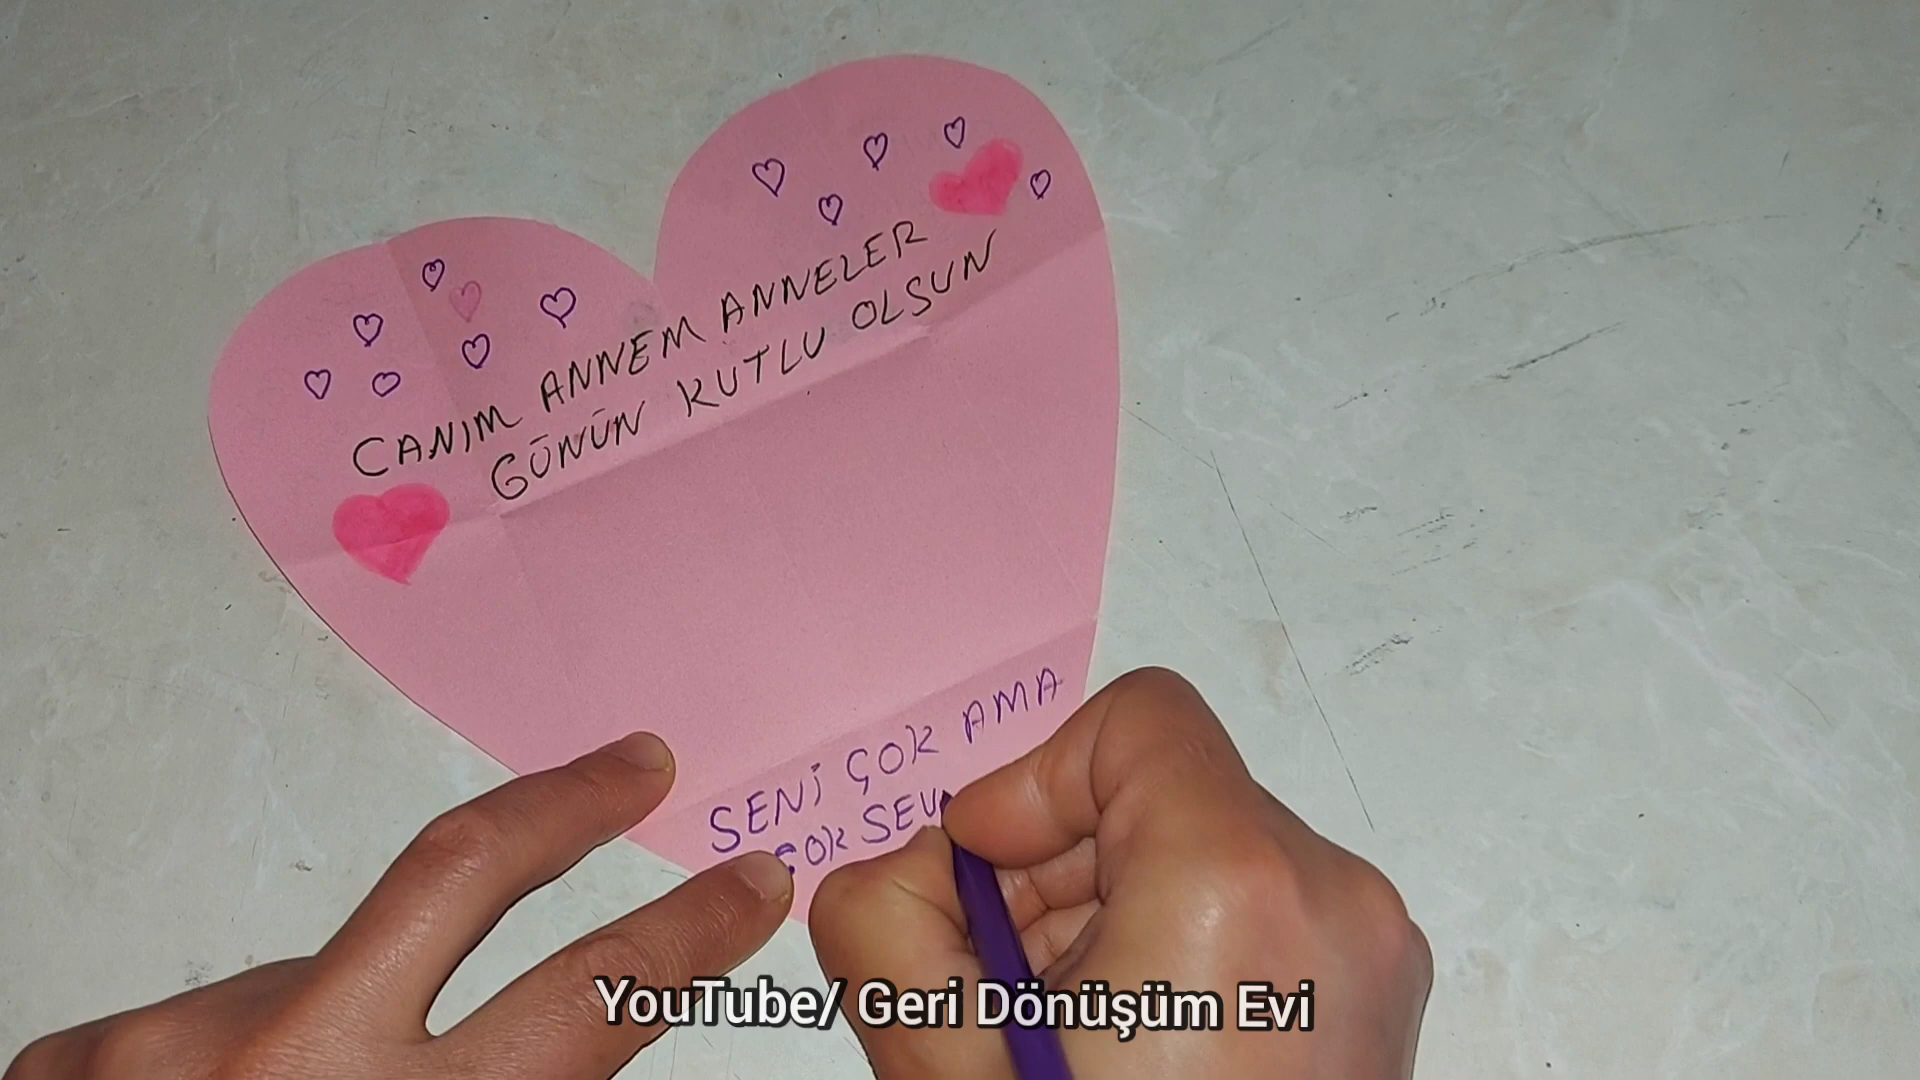 CANIM ANNEM ANNELER
GÜNÜN KUTLU OLSUN
SENİ ÇOK AMA
ÇOK SEV
YouTube/ Geri Dönüşüm Evi